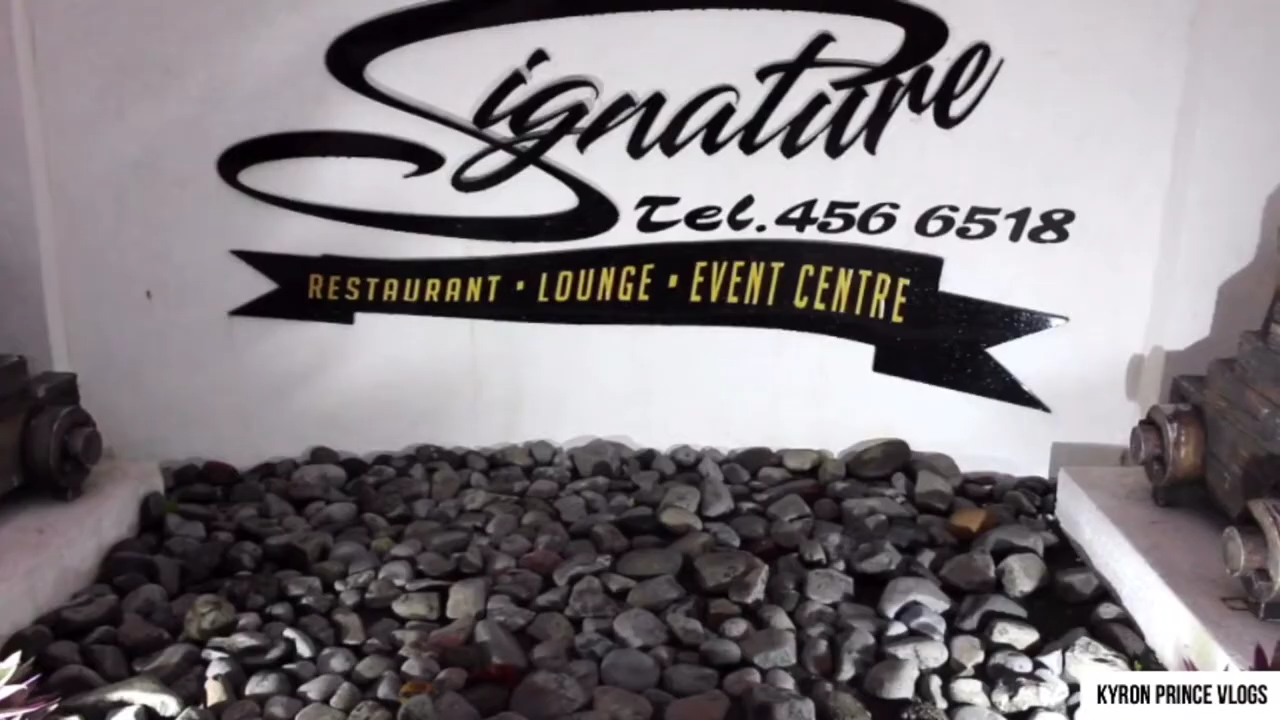 Signature
Tel. 456 6518
RESTAURANT · LOUNGE · EVENT CENTRE
KYRON PRINCE VLOGS